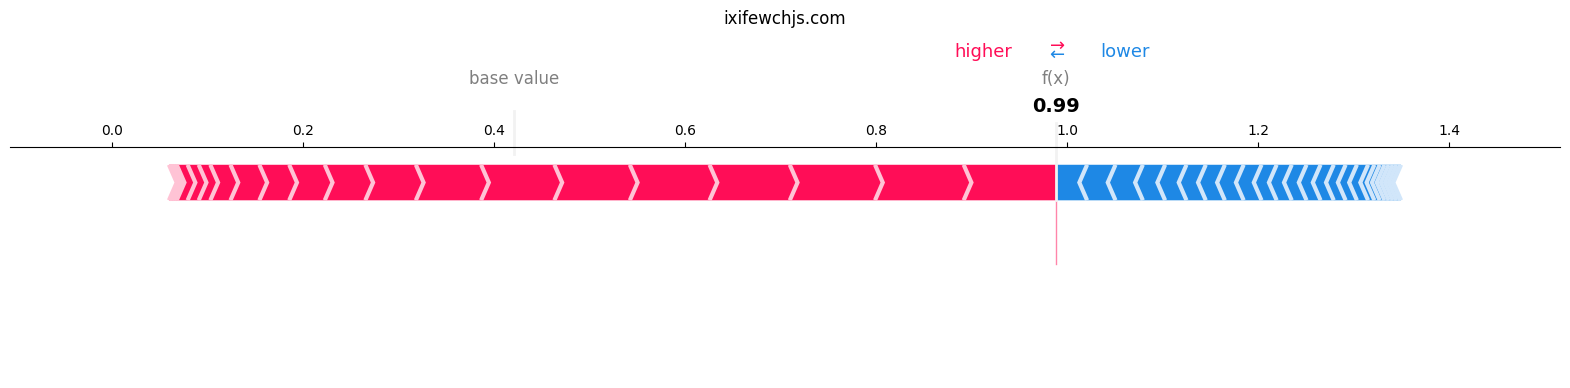 ixifewchjs.com
higher → ← lower
base value f(x)
0.99
0.0 0.2 0.4 0.6 0.8 1.0 1.2 1.4